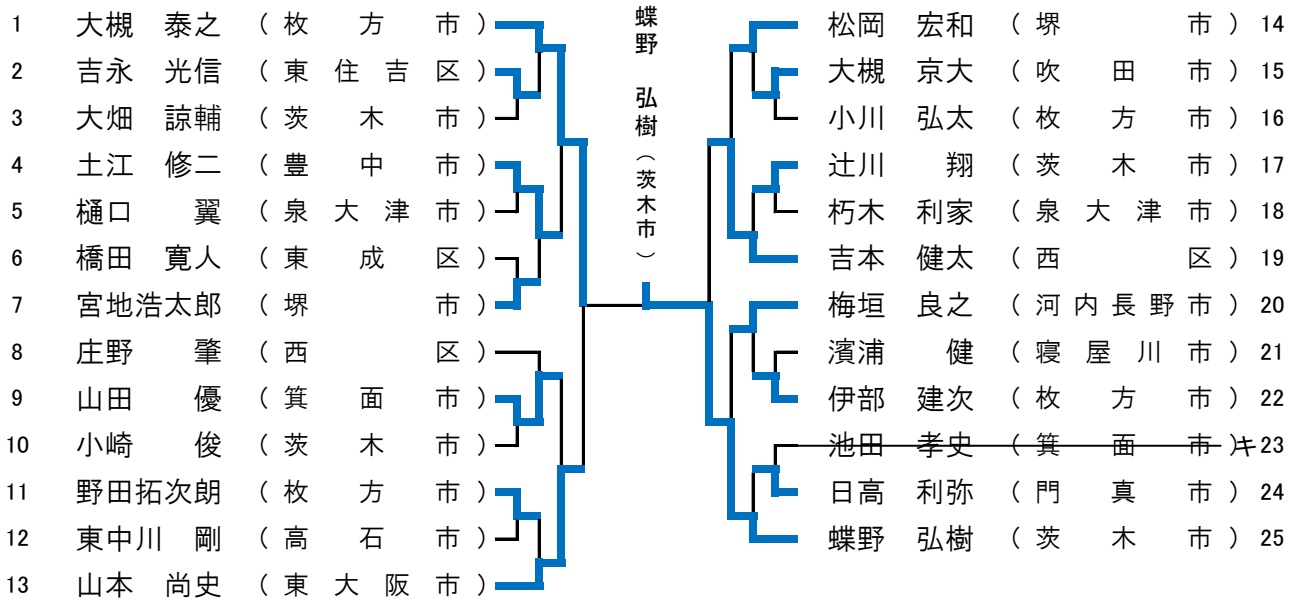 1 大槻 泰之 (枚方市)
2 吉永 光信 (東住吉区)
3 大畑 諒輔 (茨木市)
4 土江 修二 (豊中市)
5 樋口 翼 (泉大津市)
6 橋田 寛人 (東成区)
7 宮地浩太郎 (堺市)
8 庄野 肇 (西区)
9 山田 優 (箕面市)
10 小崎 俊 (茨木市)
11 野田拓次朗 (枚方市)
12 東中川 剛 (高石市)
13 山本 尚史 (東大阪市)
蝶野 弘樹(茨木市)
松岡 宏和 (堺市) 14
大槻 京大 (吹田市) 15
小川 弘太 (枚方市) 16
辻川 翔 (茨木市) 17
朽木 利家 (泉大津市) 18
吉本 健太 (西区) 19
梅垣 良之 (河内長野市) 20
濱浦 健 (寝屋川市) 21
伊部 建次 (枚方市) 22
池田 孝史 (箕面市)キ 23
日高 利弥 (門真市) 24
蝶野 弘樹 (茨木市) 25